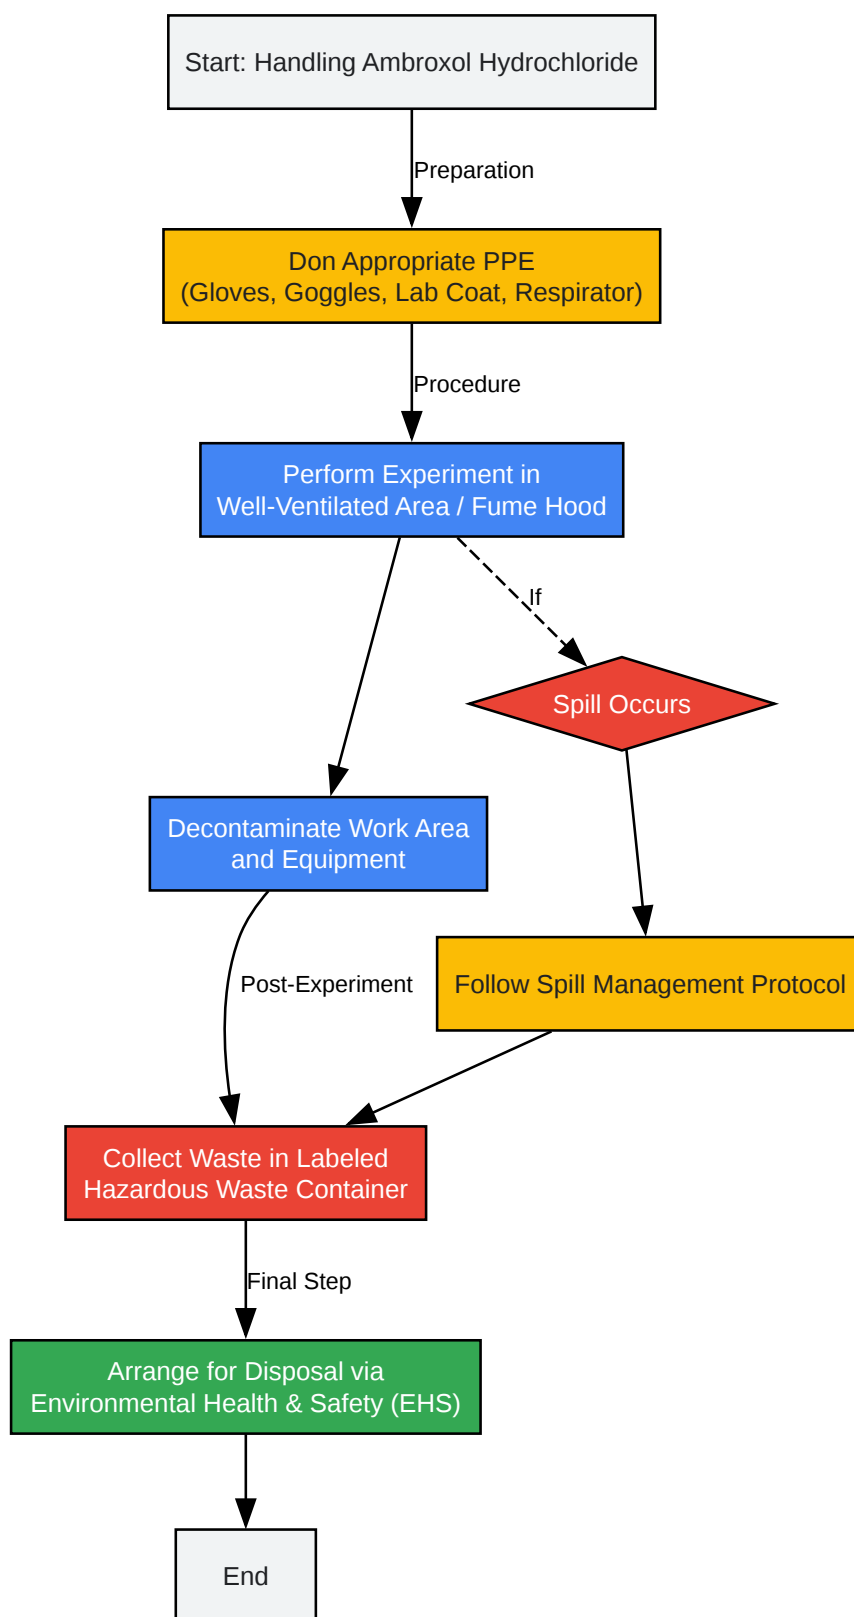 Start: Handling Ambroxol Hydrochloride
Preparation
Don Appropriate PPE
(Gloves, Goggles, Lab Coat, Respirator)
Procedure
Perform Experiment in
Well-Ventilated Area / Fume Hood
If
Spill Occurs
Decontaminate Work Area
and Equipment
Post-Experiment
Follow Spill Management Protocol
Collect Waste in Labeled
Hazardous Waste Container
Final Step
Arrange for Disposal via
Environmental Health & Safety (EHS)
End